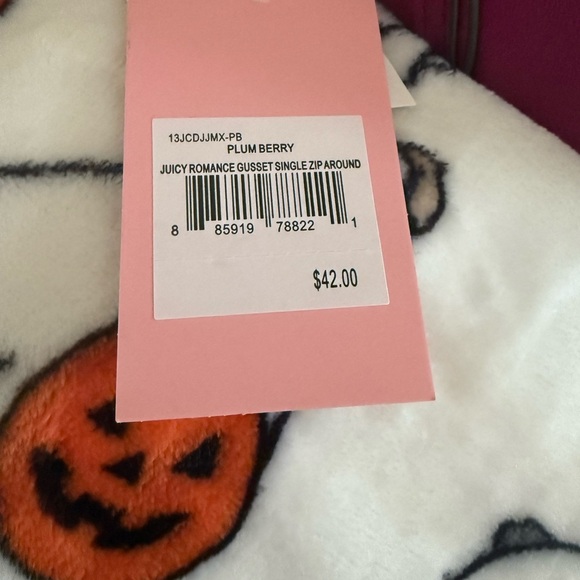 13JCDJJMX-PB
PLUM BERRY
JUICY ROMANCE GUSSET SINGLE ZIP AROUND
8 85919 78822 1
$42.00